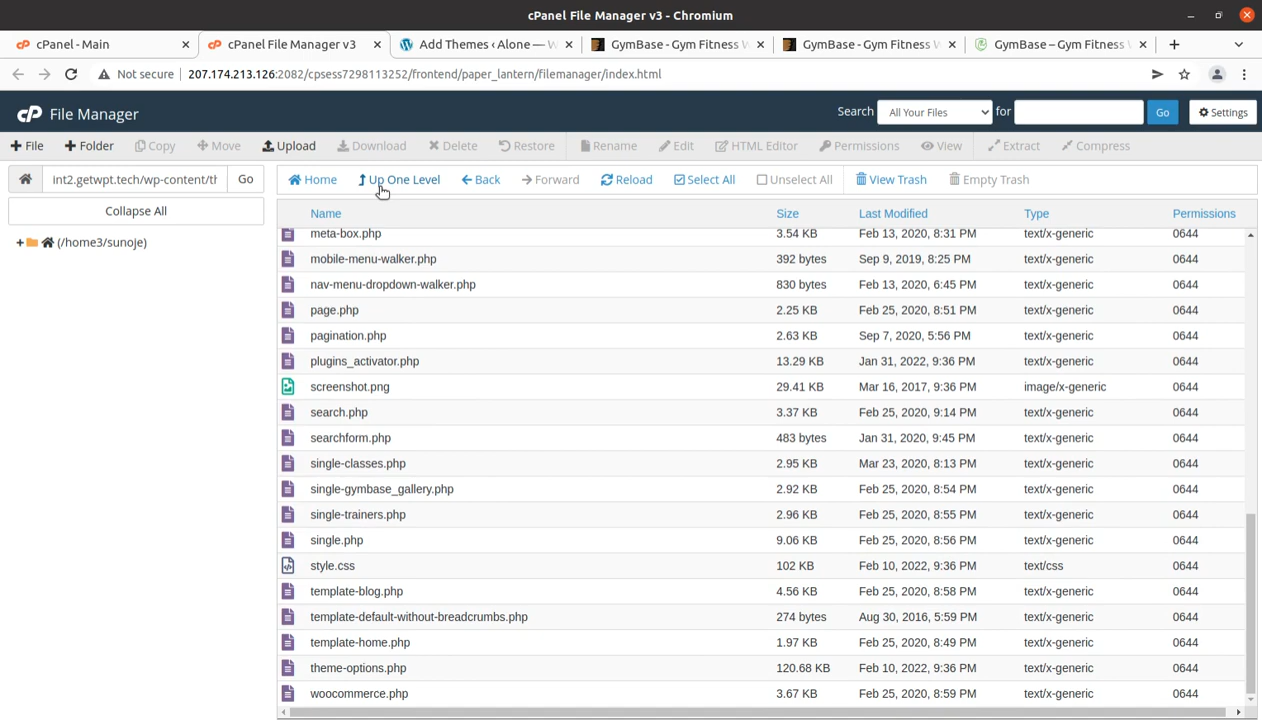 cPanel File Manager v3 - Chromium
cPanel - Main
cPanel File Manager v3
Add Themes ‹ Alone — W
GymBase - Gym Fitness W
GymBase - Gym Fitness W
GymBase – Gym Fitness
Not secure
207.174.213.126:2082/cpsess7298113252/frontend/paper_lantern/filemanager/index.html
cP File Manager
Search All Your Files for Go Settings
+ File + Folder Copy Move Upload Download Delete Restore Rename Edit HTML Editor Permissions View Extract Compress
int2.getwpt.tech/wp-content/th Go
Home Up One Level Back Forward Reload Select All Unselect All View Trash Empty Trash
Collapse All
(/home3/sunoje)
Name Size Last Modified Type Permissions
meta-box.php 3.54 KB Feb 13, 2020, 8:31 PM text/x-generic 0644
mobile-menu-walker.php 392 bytes Sep 9, 2019, 8:25 PM text/x-generic 0644
nav-menu-dropdown-walker.php 830 bytes Feb 13, 2020, 6:45 PM text/x-generic 0644
page.php 2.25 KB Feb 25, 2020, 8:51 PM text/x-generic 0644
pagination.php 2.63 KB Sep 7, 2020, 5:56 PM text/x-generic 0644
plugins_activator.php 13.29 KB Jan 31, 2022, 9:36 PM text/x-generic 0644
screenshot.png 29.41 KB Mar 16, 2017, 9:36 PM image/x-generic 0644
search.php 3.37 KB Feb 25, 2020, 9:14 PM text/x-generic 0644
searchform.php 483 bytes Jan 31, 2020, 9:45 PM text/x-generic 0644
single-classes.php 2.95 KB Mar 23, 2020, 8:13 PM text/x-generic 0644
single-gymbase_gallery.php 2.92 KB Feb 25, 2020, 8:54 PM text/x-generic 0644
single-trainers.php 2.96 KB Feb 25, 2020, 8:55 PM text/x-generic 0644
single.php 9.06 KB Feb 25, 2020, 8:56 PM text/x-generic 0644
style.css 102 KB Feb 10, 2022, 9:36 PM text/css 0644
template-blog.php 4.56 KB Feb 25, 2020, 8:58 PM text/x-generic 0644
template-default-without-breadcrumbs.php 274 bytes Aug 30, 2016, 5:59 PM text/x-generic 0644
template-home.php 1.97 KB Feb 25, 2020, 8:49 PM text/x-generic 0644
theme-options.php 120.68 KB Feb 10, 2022, 9:36 PM text/x-generic 0644
woocommerce.php 3.67 KB Feb 25, 2020, 8:59 PM text/x-generic 0644